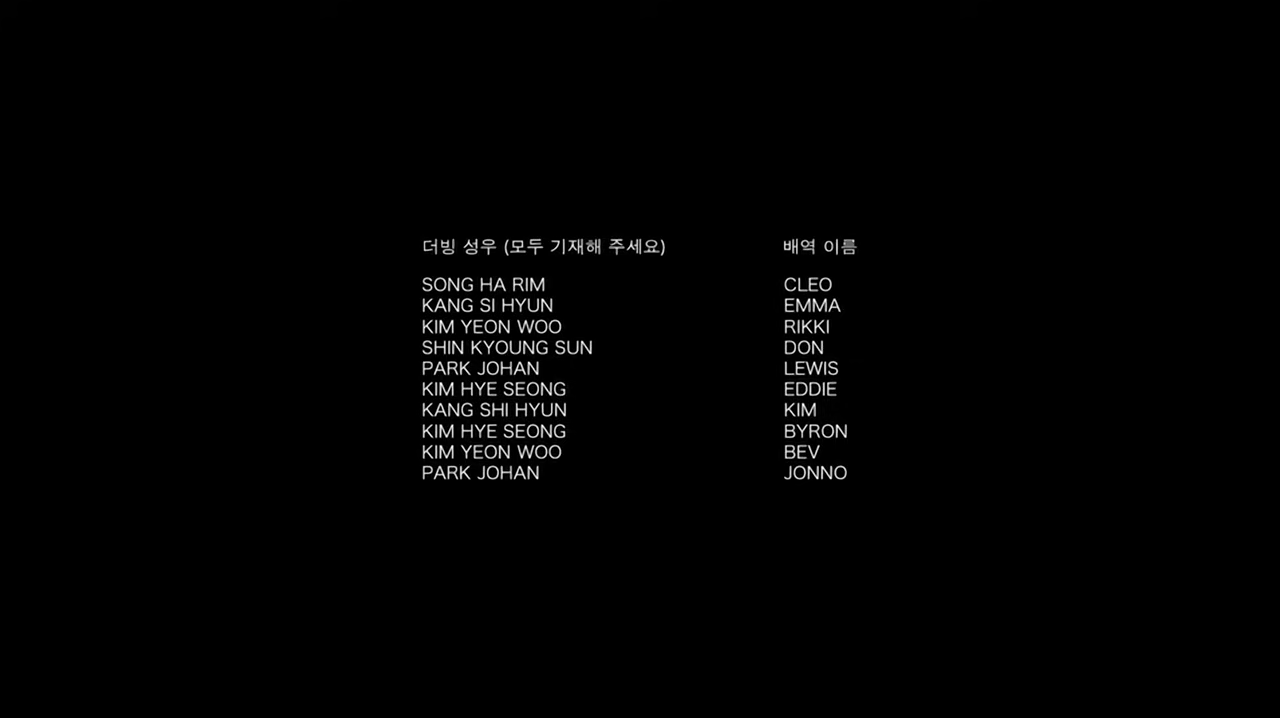 더빙 성우 (모두 기재해 주세요) 배역 이름
SONG HA RIM CLEO
KANG SI HYUN EMMA
KIM YEON WOO RIKKI
SHIN KYOUNG SUN DON
PARK JOHAN LEWIS
KIM HYE SEONG EDDIE
KANG SHI HYUN KIM
KIM HYE SEONG BYRON
KIM YEON WOO BEV
PARK JOHAN JONNO